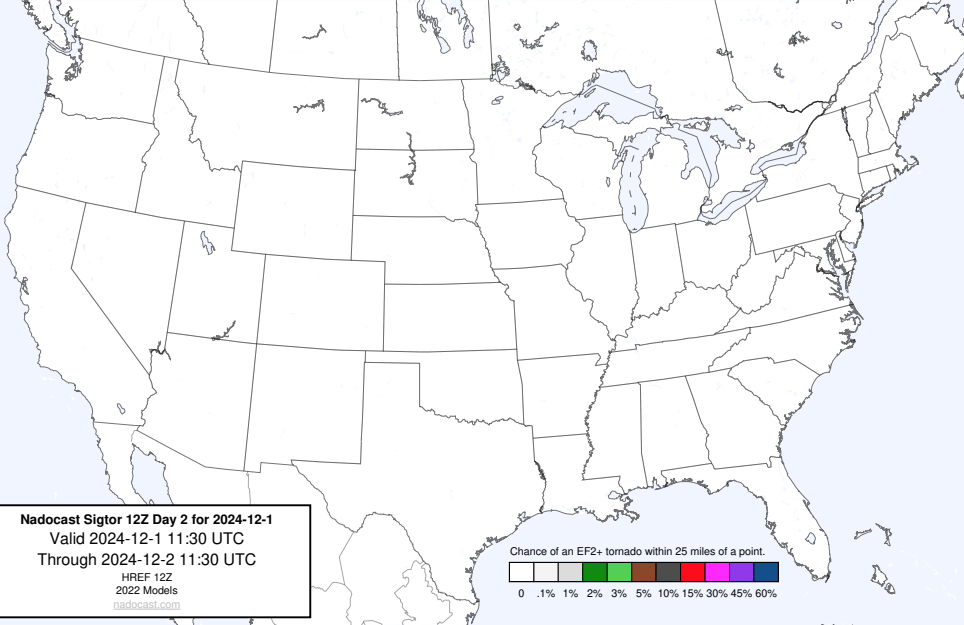 Nadocast Sigtor 12Z Day 2 for 2024-12-1
Valid 2024-12-1 11:30 UTC
Through 2024-12-2 11:30 UTC
HREF 12Z
2022 Models
nadocast.com
Chance of an EF2+ tornado within 25 miles of a point.
0 .1% 1% 2% 3% 5% 10% 15% 30% 45% 60%